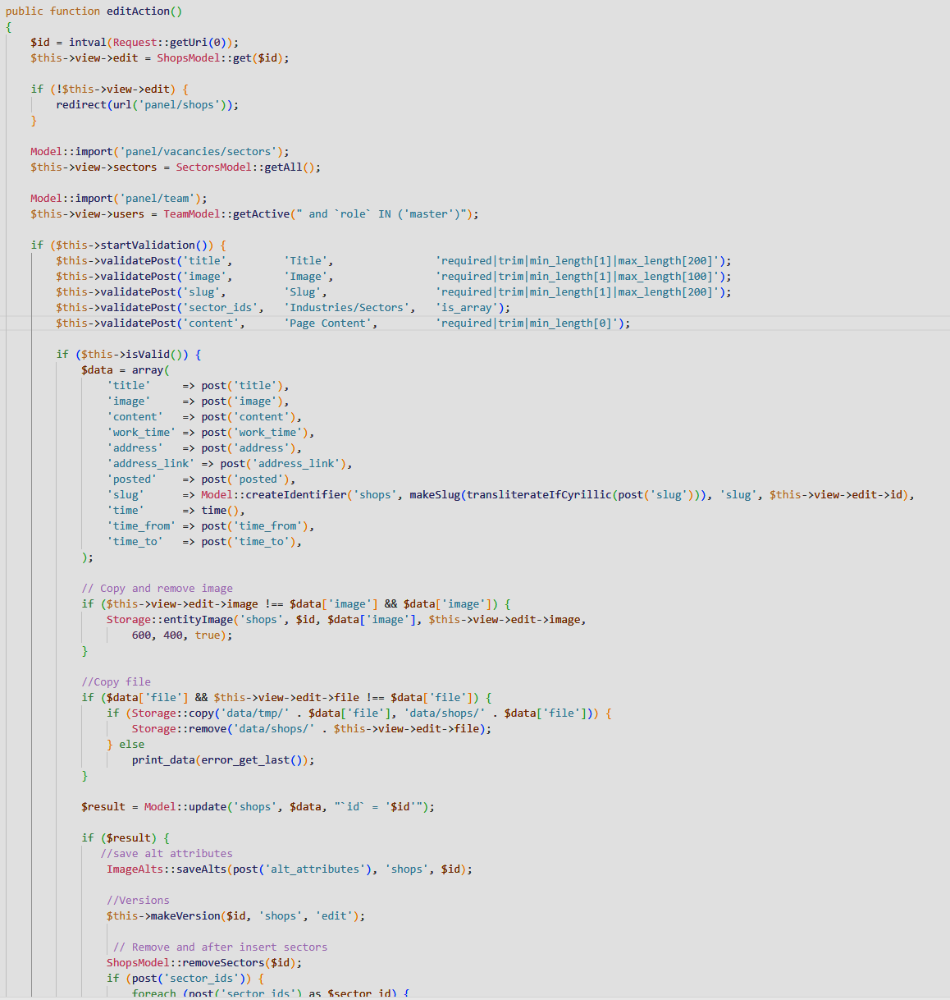 public function editAction()
{
$id = intval(Request::getUri(0));
$this->view->edit = ShopsModel::get($id);
if (!$this->view->edit) {
redirect(url('panel/shops'));
}
Model::import('panel/vacancies/sectors');
$this->view->sectors = SectorsModel::getAll();
Model::import('panel/team');
$this->view->users = TeamModel::getActive(" and `role` IN ('master')");
if ($this->startValidation()) {
$this->validatePost('title', 'Title', 'required|trim|min_length[1]|max_length[200]');
$this->validatePost('image', 'Image', 'required|trim|min_length[1]|max_length[100]');
$this->validatePost('slug', 'Slug', 'required|trim|min_length[1]|max_length[200]');
$this->validatePost('sector_ids', 'Industries/Sectors', 'is_array');
$this->validatePost('content', 'Page Content', 'required|trim|min_length[0]');
if ($this->isValid()) {
$data = array(
'title' => post('title'),
'image' => post('image'),
'content' => post('content'),
'work_time' => post('work_time'),
'address' => post('address'),
'address_link' => post('address_link'),
'posted' => post('posted'),
'slug' => Model::createIdentifier('shops', makeSlug(transliterateIfCyrillic(post('slug'))), 'slug', $this->view->edit->id),
'time' => time(),
'time_from' => post('time_from'),
'time_to' => post('time_to'),
);
// Copy and remove image
if ($this->view->edit->image !== $data['image'] && $data['image']) {
Storage::entityImage('shops', $id, $data['image'], $this->view->edit->image,
600, 400, true);
}
//Copy file
if ($data['file'] && $this->view->edit->file !== $data['file']) {
if (Storage::copy('data/tmp/' . $data['file'], 'data/shops/' . $data['file'])) {
Storage::remove('data/shops/' . $this->view->edit->file);
} else
print_data(error_get_last());
}
$result = Model::update('shops', $data, "`id` = '$id'");
if ($result) {
//save alt attributes
ImageAlts::saveAlts(post('alt_attributes'), 'shops', $id);
//Versions
$this->makeVersion($id, 'shops', 'edit');
// Remove and after insert sectors
ShopsModel::removeSectors($id);
if (post('sector_ids')) {
foreach (post('sector_ids') as $sector_id) {